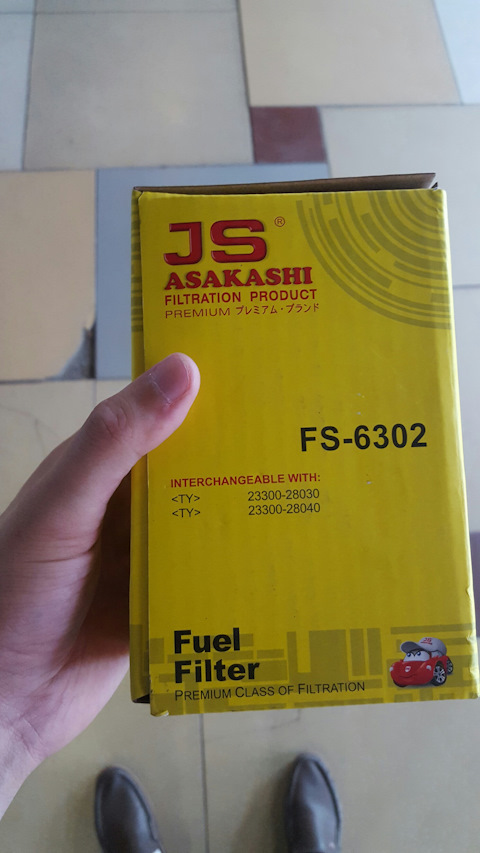 JS®
ASAKASHI
FILTRATION PRODUCT
PREMIUM プレミアム・ブランド
FS-6302
INTERCHANGEABLE WITH:
<TY> 23300-28030
<TY> 23300-28040
Fuel
Filter
PREMIUM CLASS OF FILTRATION